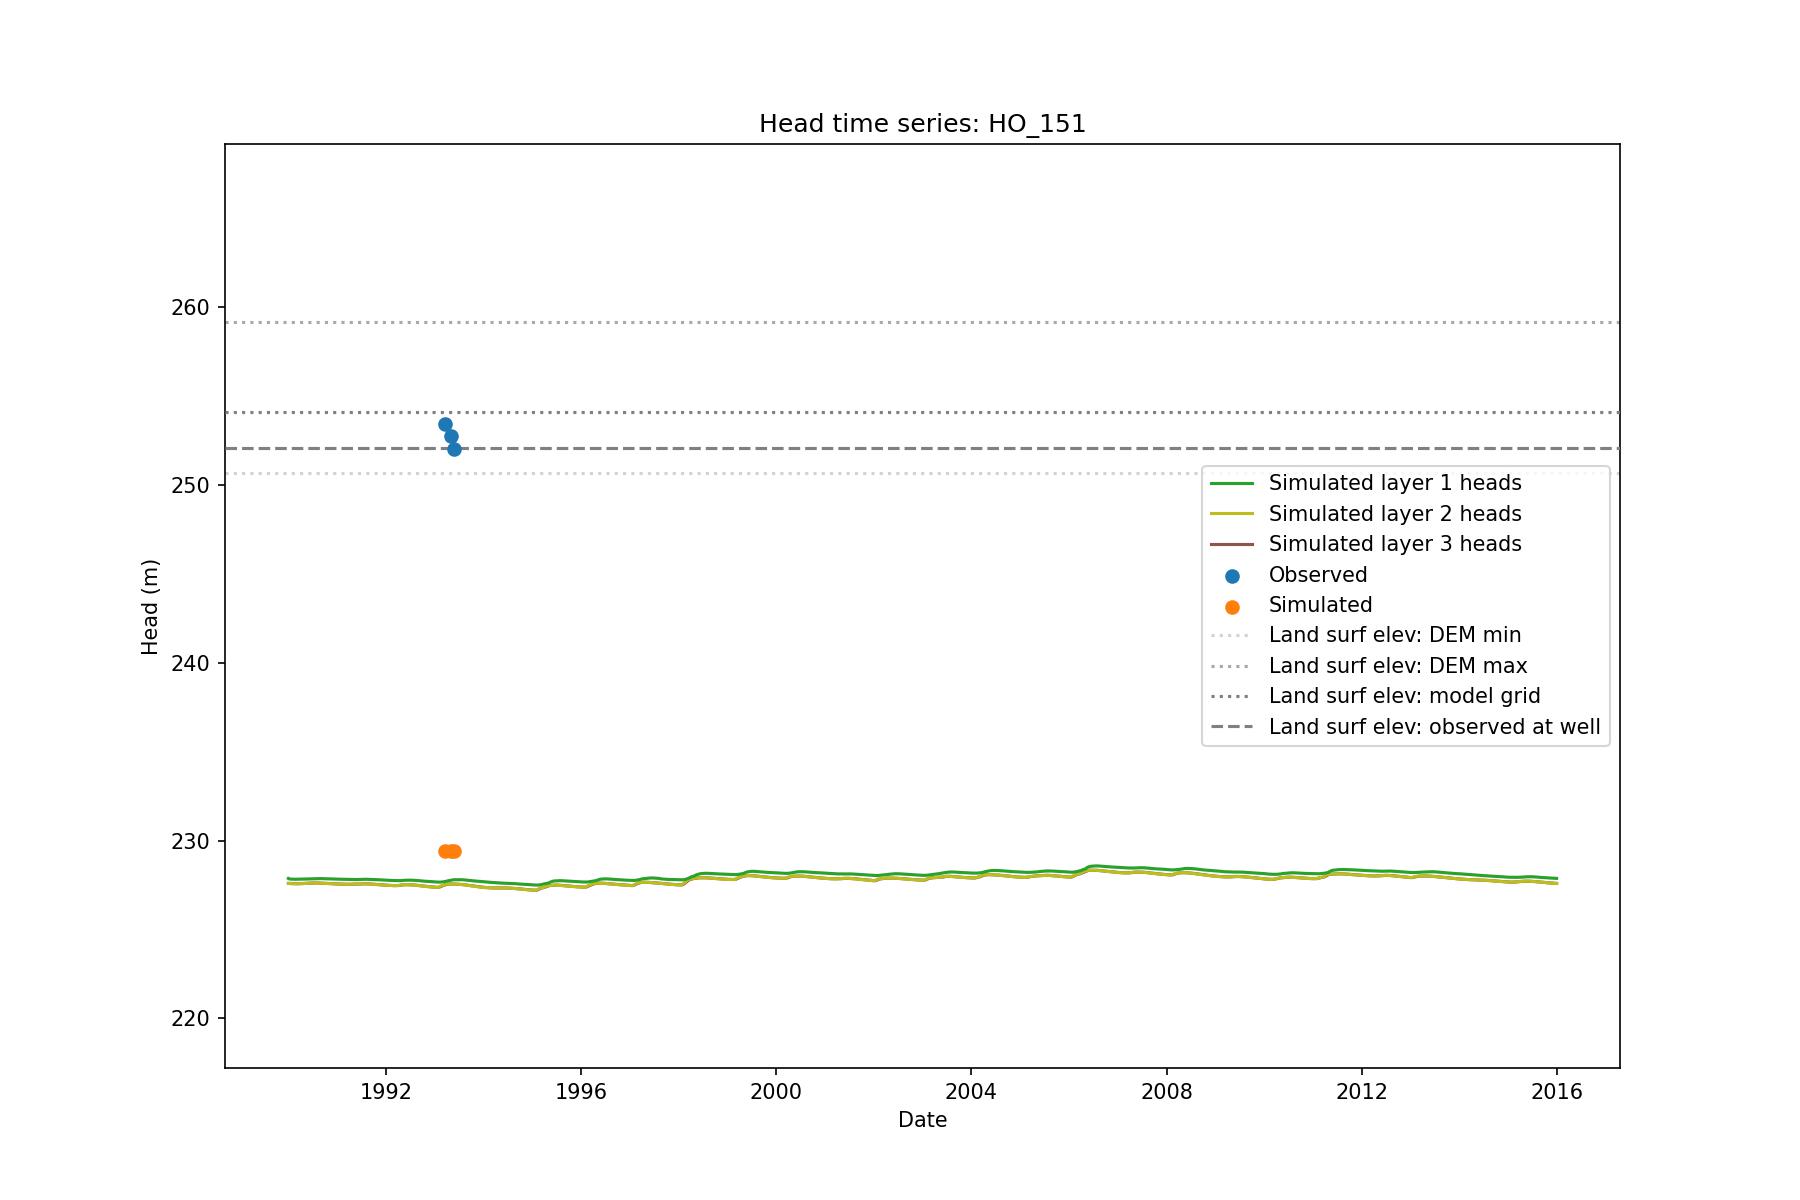 Head time series: HO_151
Head (m)
260
250
240
230
220
Simulated layer 1 heads
Simulated layer 2 heads
Simulated layer 3 heads
Observed
Simulated
Land surf elev: DEM min
Land surf elev: DEM max
Land surf elev: model grid
Land surf elev: observed at well
1992 1996 2000 2004 2008 2012 2016
Date